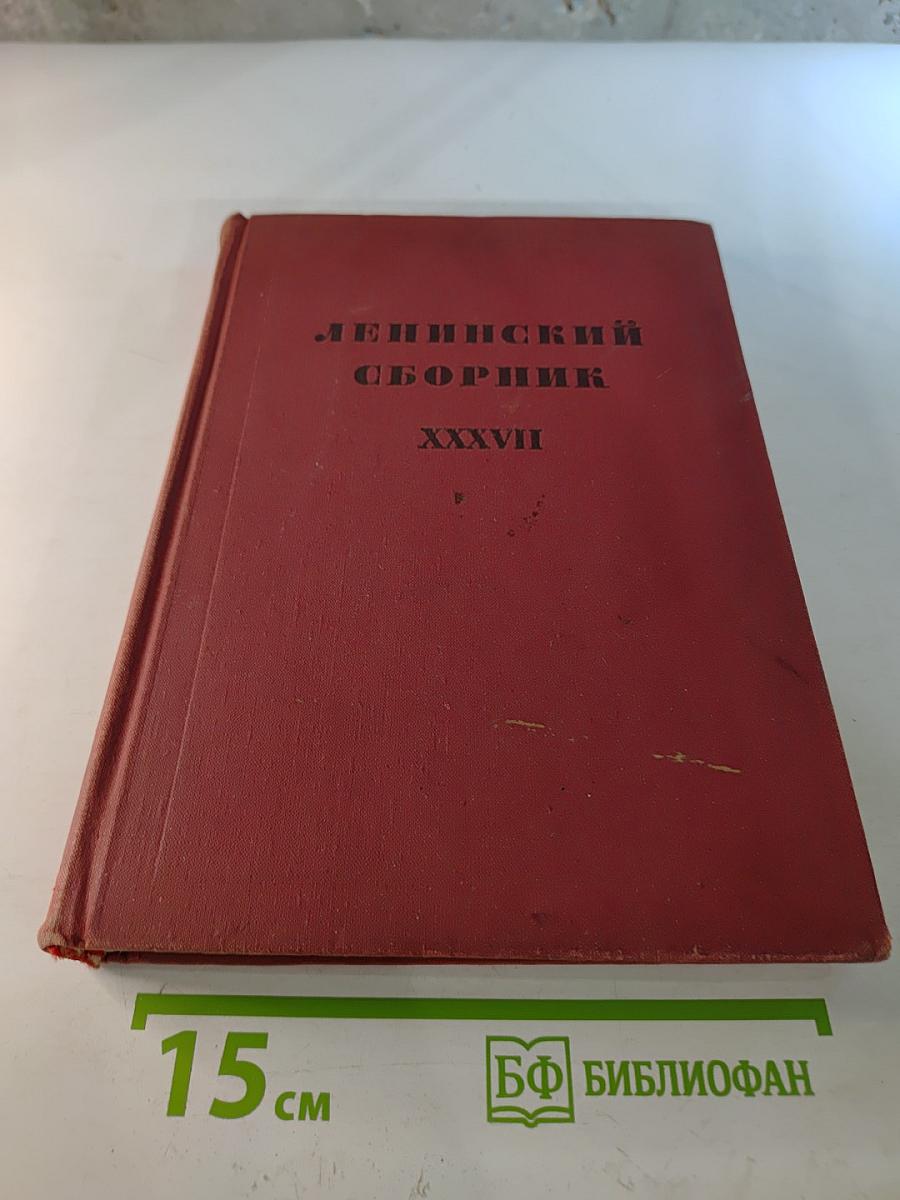 ЛЕНИНСКИЙ
СБОРНИК
XXXVII
15 см
БФ БИБЛИОФАН